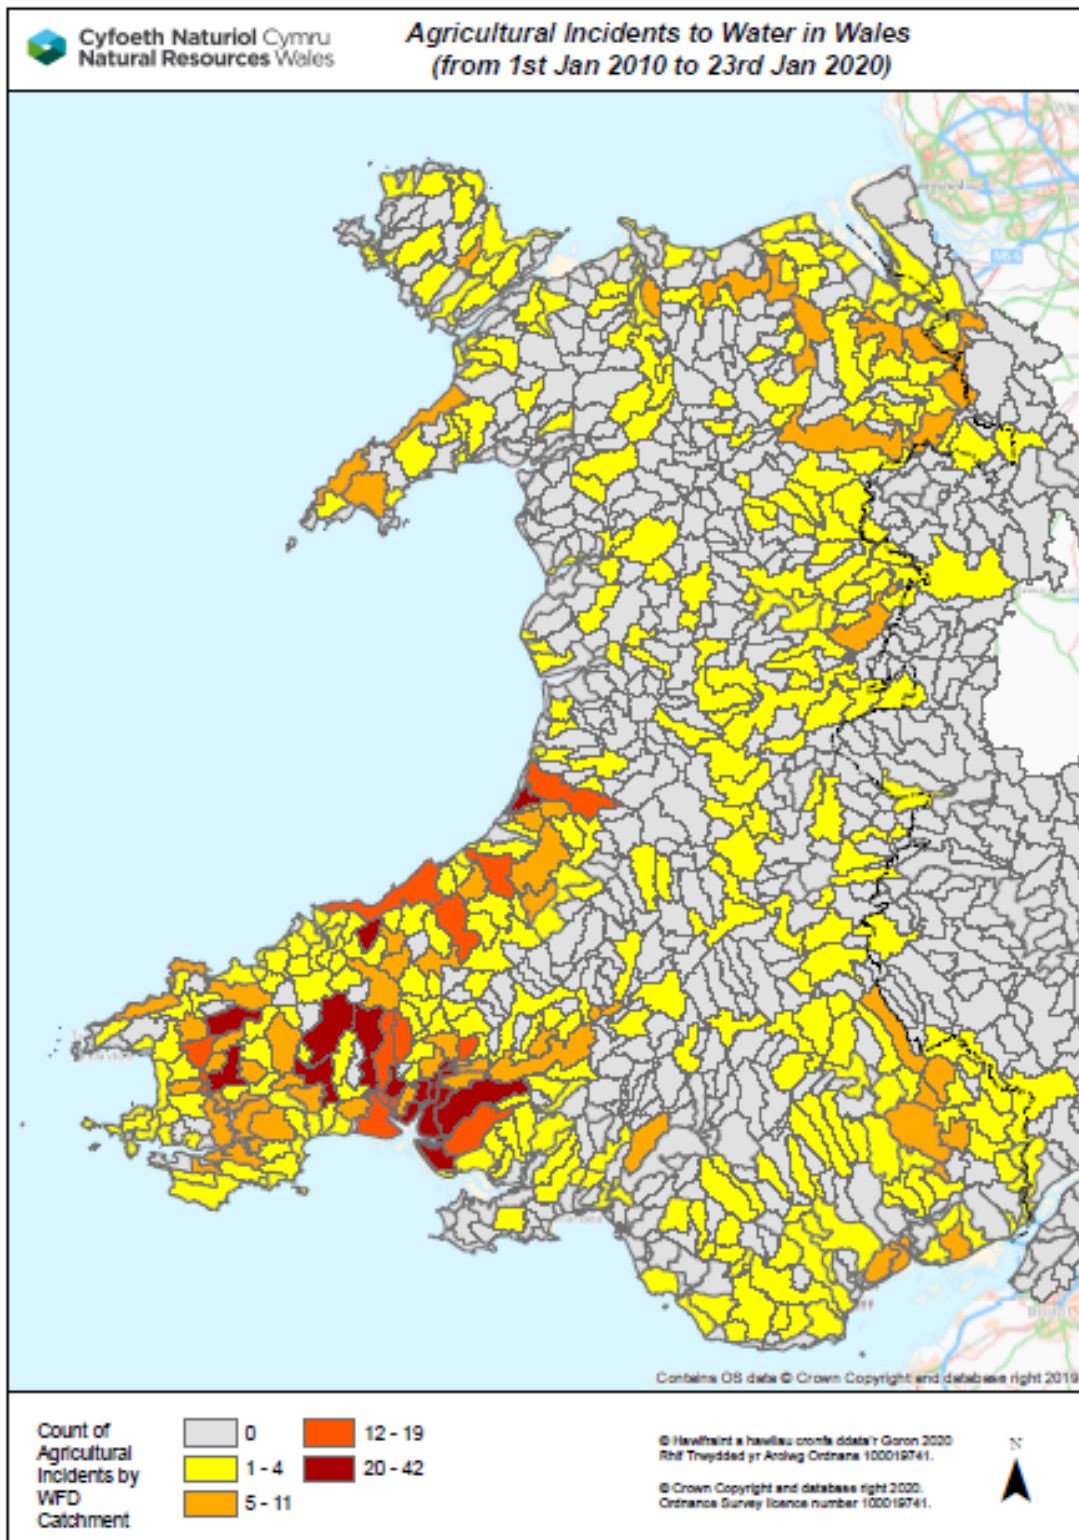 Cyfoeth Naturiol Cymru
Natural Resources Wales
Agricultural Incidents to Water in Wales
(from 1st Jan 2010 to 23rd Jan 2020)
Contains OS data © Crown Copyright and database right 2019
Count of
Agricultural
Incidents by
WFD
Catchment
0
1 - 4
5 - 11
12 - 19
20 - 42
© Hawlfraint a hawliau cronfa ddata'r Goron 2020
Rhif Trwydded yr Arolwg Ordnans 100019741.
© Crown Copyright and database right 2020.
Ordnance Survey licence number 100019741.
N